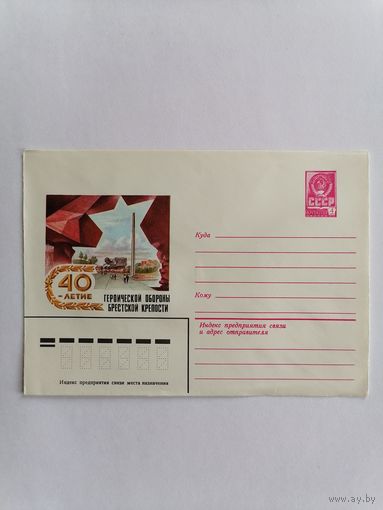 СССР
4
Куда
40
-ЛЕТИЕ
ГЕРОИЧЕСКОЙ ОБОРОНЫ
БРЕСТСКОЙ КРЕПОСТИ
Кому
Индекс предприятия связи
и адрес отправителя
Индекс предприятия связи места назначения
www.ay.by